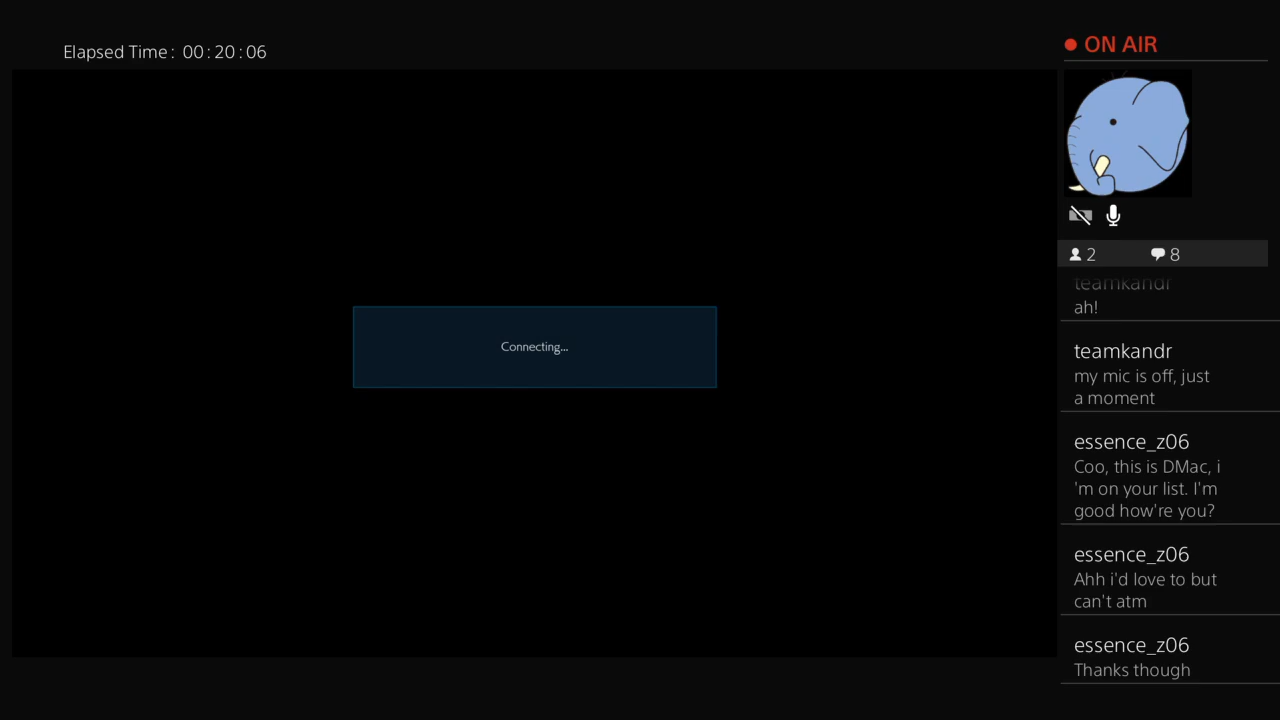 Elapsed Time: 00:20:06
ON AIR
2
8
teamkandr
ah!
teamkandr
my mic is off, just
a moment
essence_z06
Coo, this is DMac, i
'm on your list. I'm
good how're you?
essence_z06
Ahh i'd love to but
can't atm
essence_z06
Thanks though
Connecting...